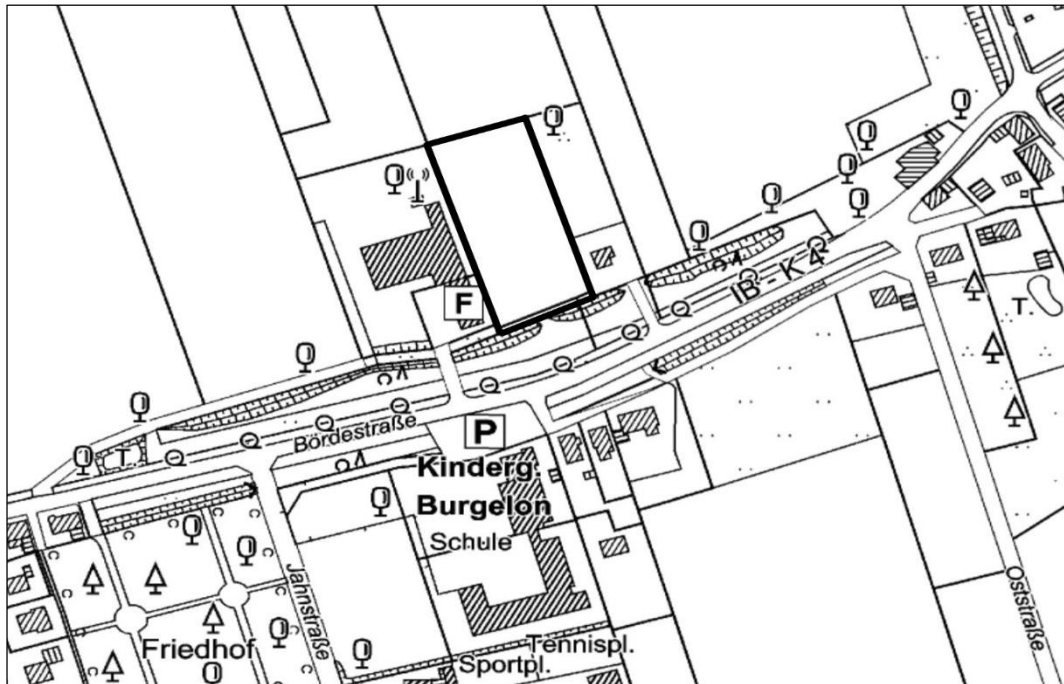 F
IB - K 4
T.
Bördestraße
P
T.
Kinderg.
Burgelon
Schule
Jahnstraße
Oststraße
Friedhof
Tennispl.
Sportpl.